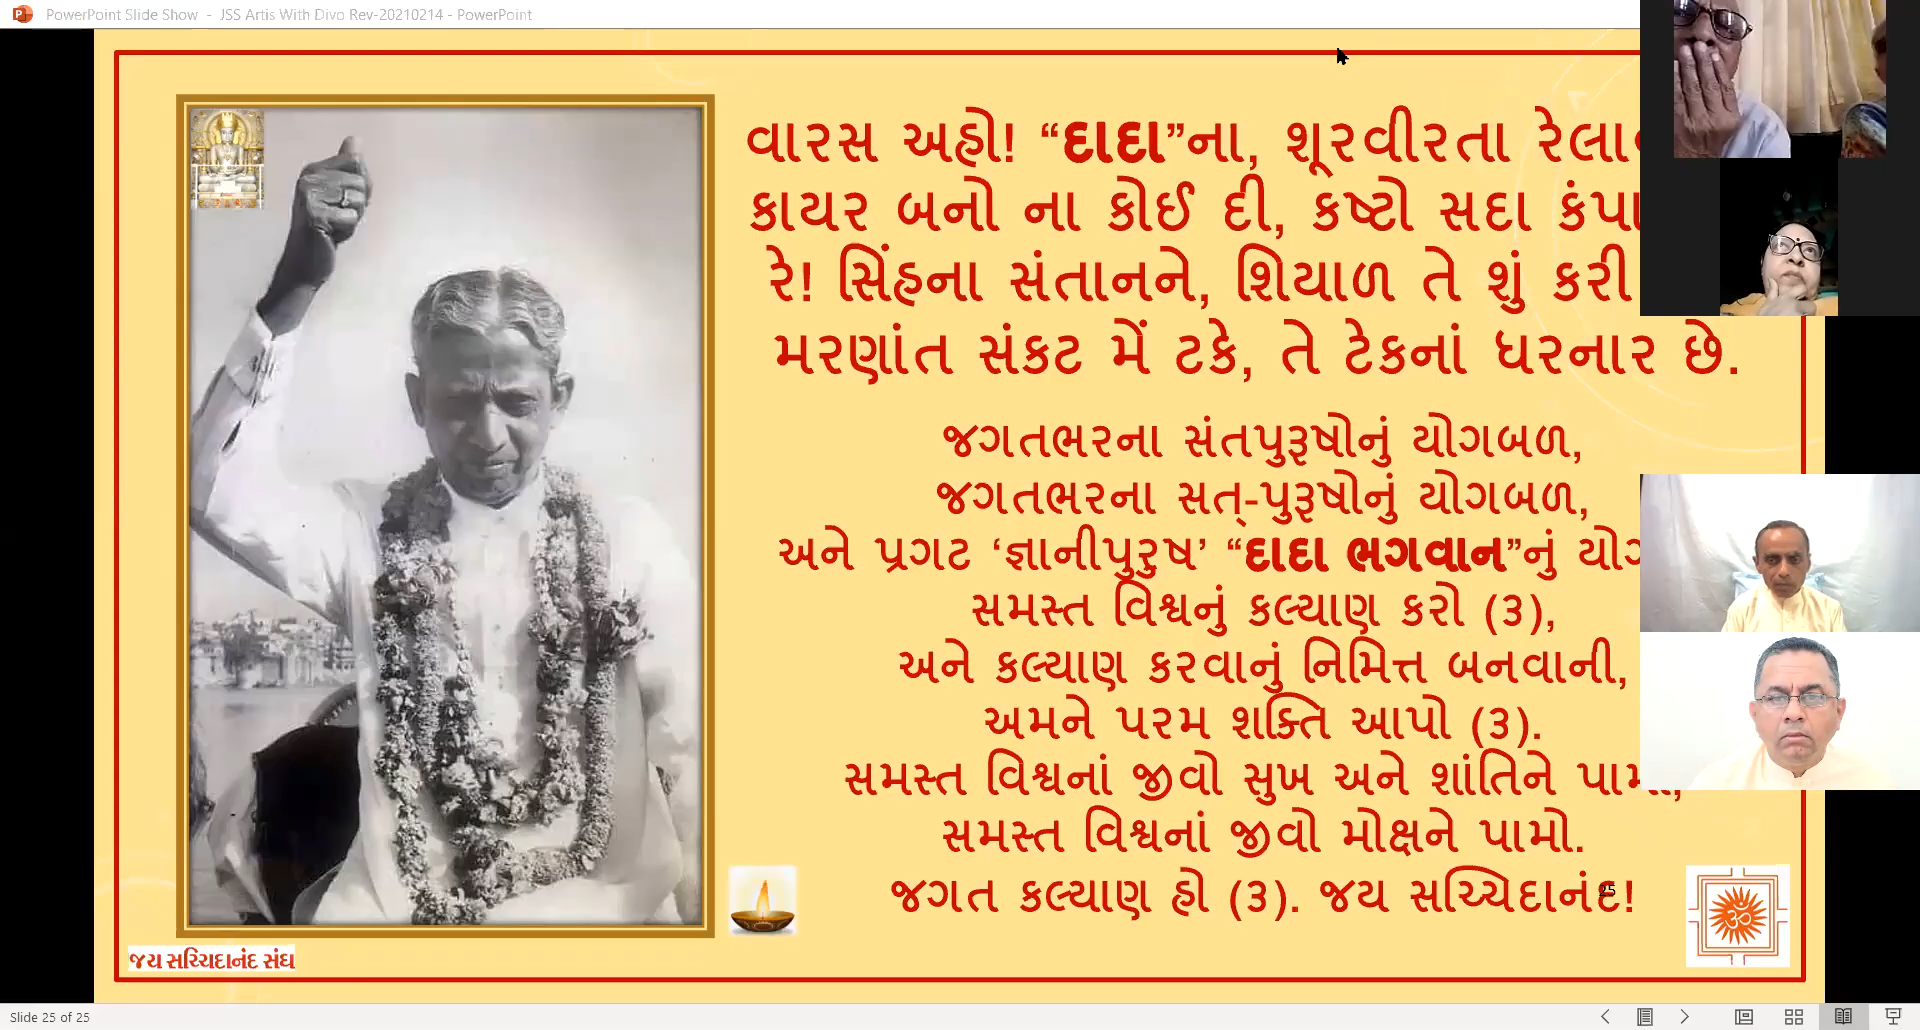 PowerPoint Slide Show - JSS Artis With Divo Rev-20210214 - PowerPoint
વારસ અહો! “દાદા”ના, શૂરવીરતા
કાયર બનો ના કોઈ દી, કષ્ટો સદા
રે! સિંહના સંતાનને, શિયાળ તે શું કરી
મરણાંત સંકટ મેં ટકે, તે ટેકનાં ધરનાર છે.
જગતભરના સંતપુરૂષોનું યોગબળ,
જગતભરના સત્-પુરૂષોનું યોગબળ,
અને પ્રગટ ‘જ્ઞાનીપુરુષ’ “દાદા ભગવાન”નું
સમસ્ત વિશ્વનું કલ્યાણ કરો (૩),
અને કલ્યાણ કરવાનું નિમિત્ત બનવાની,
અમને પરમ શક્તિ આપો (૩).
સમસ્ત વિશ્વનાં જીવો સુખ અને શાંતિને
સમસ્ત વિશ્વનાં જીવો મોક્ષને પામો.
જગત કલ્યાણ હો (૩). જય સચ્ચિદાનંદ!
25
જય સચ્ચિદાનંદ સંઘ
Slide 25 of 25